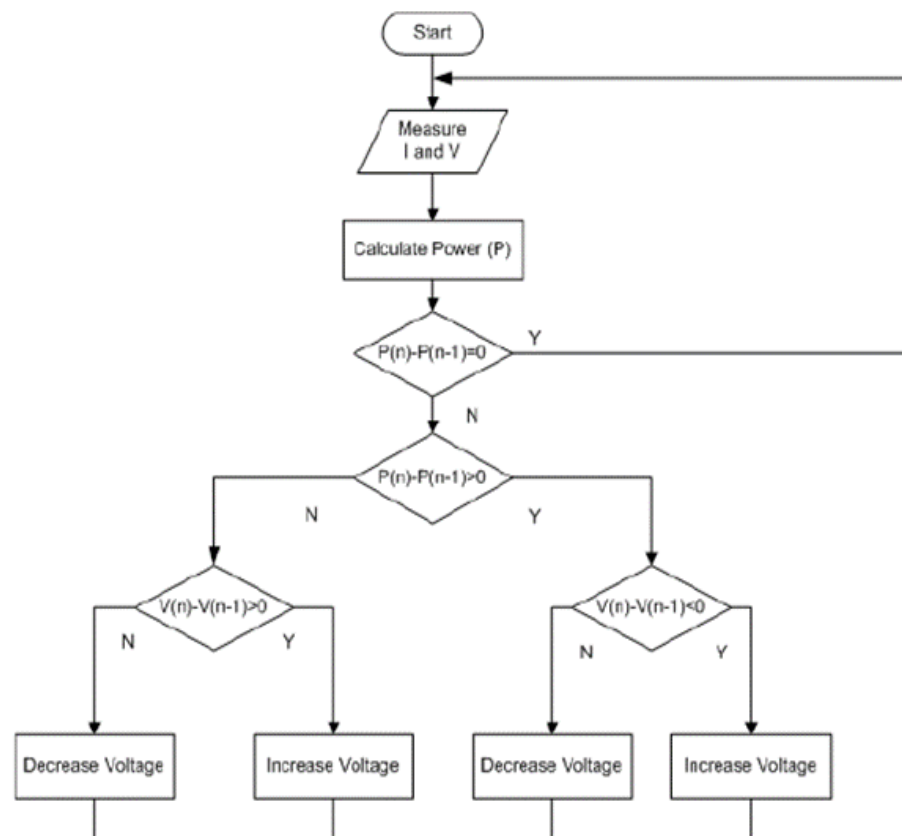 Start
Measure
I and V
Calculate Power (P)
P(n)-P(n-1)=0
Y
N
P(n)-P(n-1)>0
N
Y
V(n)-V(n-1)>0
V(n)-V(n-1)<0
N
Y
N
Y
Decrease Voltage
Increase Voltage
Decrease Voltage
Increase Voltage